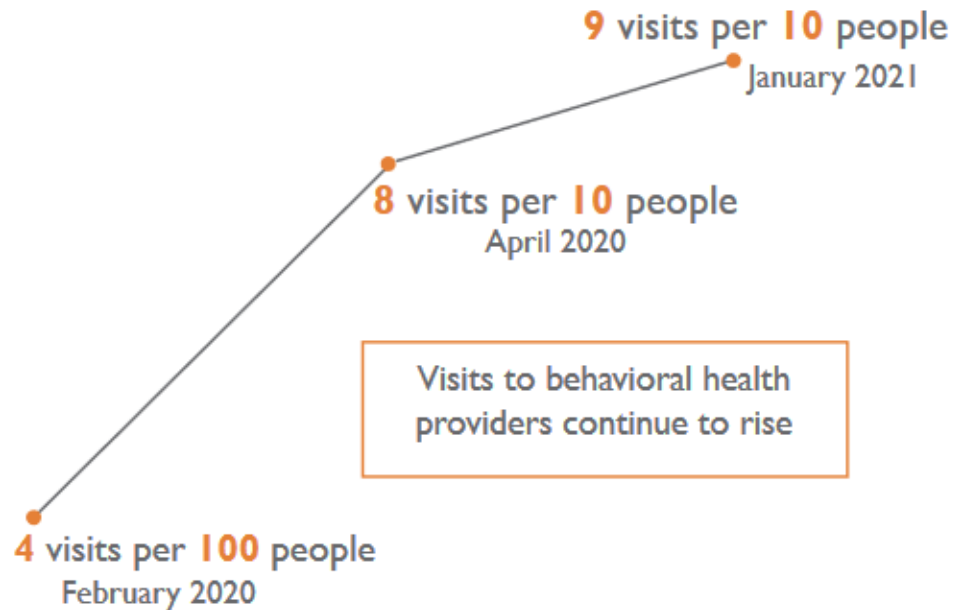 9 visits per 10 people
January 2021
8 visits per 10 people
April 2020
Visits to behavioral health
providers continue to rise
4 visits per 100 people
February 2020